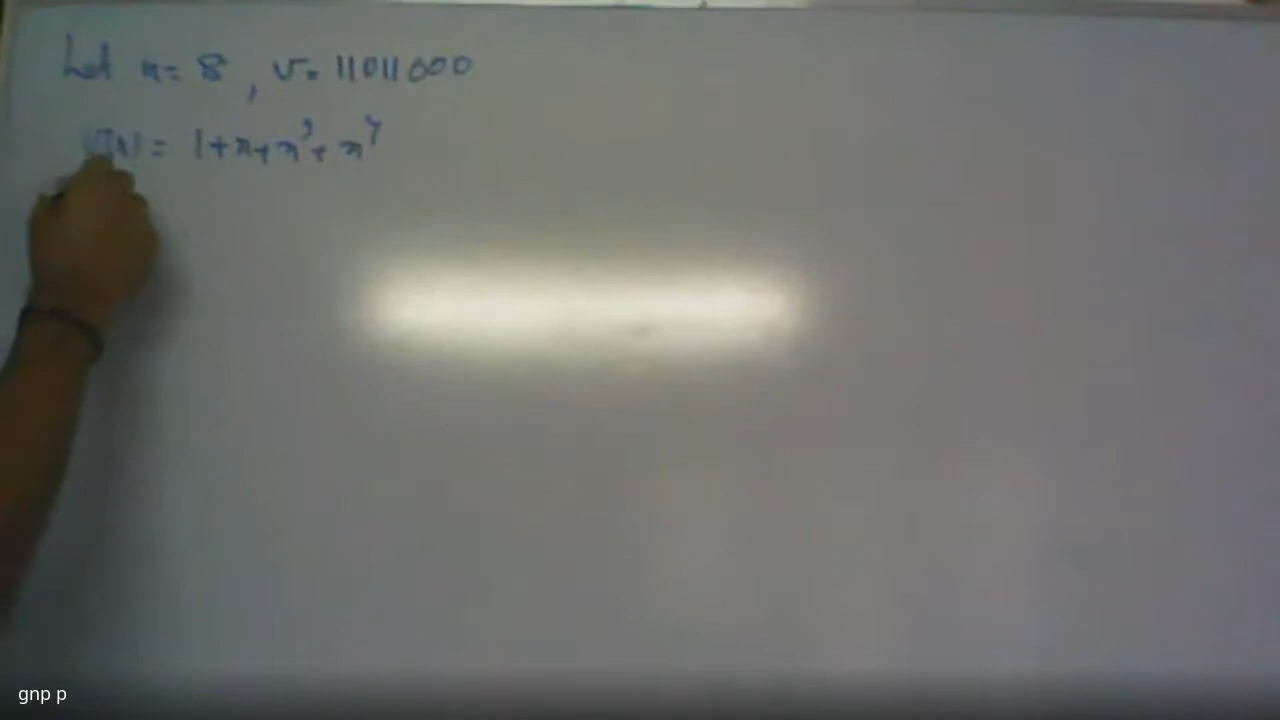 Let n = 8, v = 11011000
v(x) = 1 + x + x³ + x⁴
gnp p